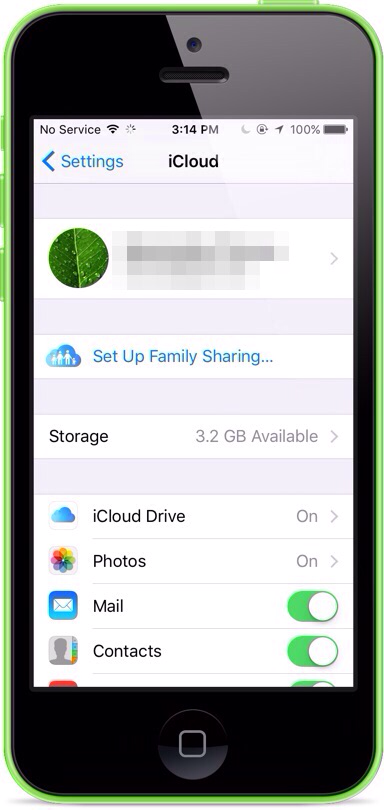 No Service 3:14 PM 100%
Settings iCloud
Set Up Family Sharing...
Storage 3.2 GB Available
iCloud Drive On
Photos On
Mail
Contacts